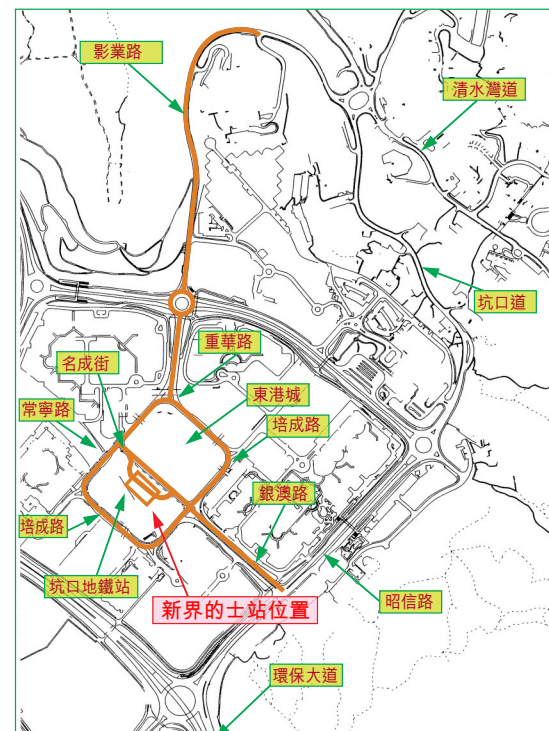 影業路
清水灣道
坑口道
重華路
名成街
東港城
常寧路
培成路
銀澳路
培成路
坑口地鐵站
新界的士站位置
昭信路
環保大道